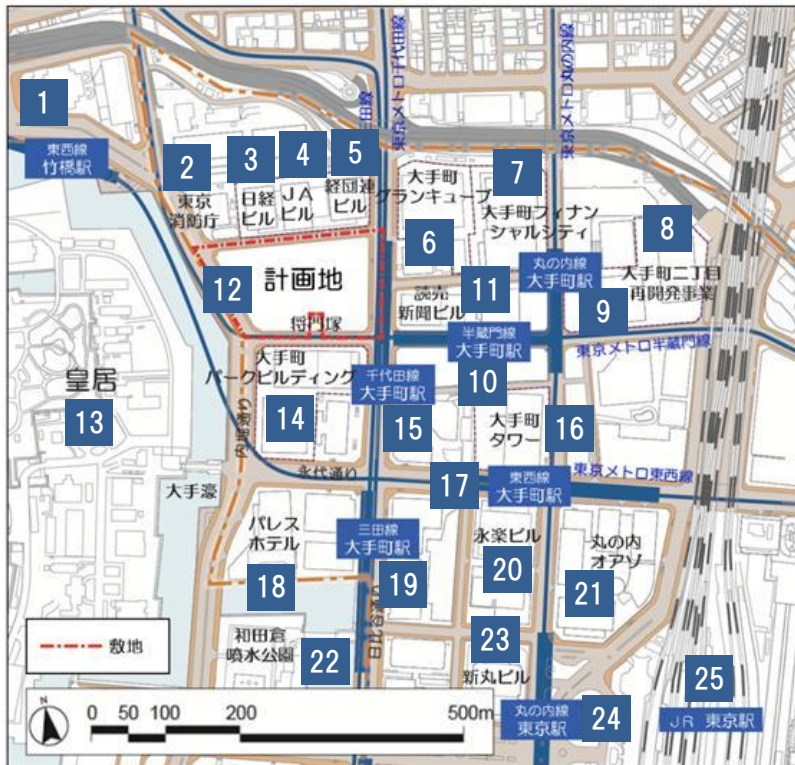 東京メトロ千代田線
田線
東京メトロ丸の内線
1
東西線
竹橋駅
2
東京
消防庁
3
日経
ビル
4
JA
ビル
5
経団連
ビル
大手町
グランキューブ
6
7
大手町フィナン
シャルシティ
8
丸の内線
大手町駅
大手町二丁目
再開発事業
9
12
計画地
将門塚
読売
新聞ビル
11
半蔵門線
大手町駅
東京メトロ半蔵門線
10
皇居
13
内堀通り
大手町
パークビルディング
14
千代田線
大手町駅
15
大手町
タワー
16
永代通り
17
東西線
大手町駅
東京メトロ東西線
大手濠
パレス
ホテル
18
三田線
大手町駅
19
日比谷通り
永楽ビル
20
丸の内
オアゾ
21
和田倉
噴水公園
22
23
新丸ビル
丸の内線
東京駅
24
25
JR 東京駅
敷地
N
0 50 100 200 500m